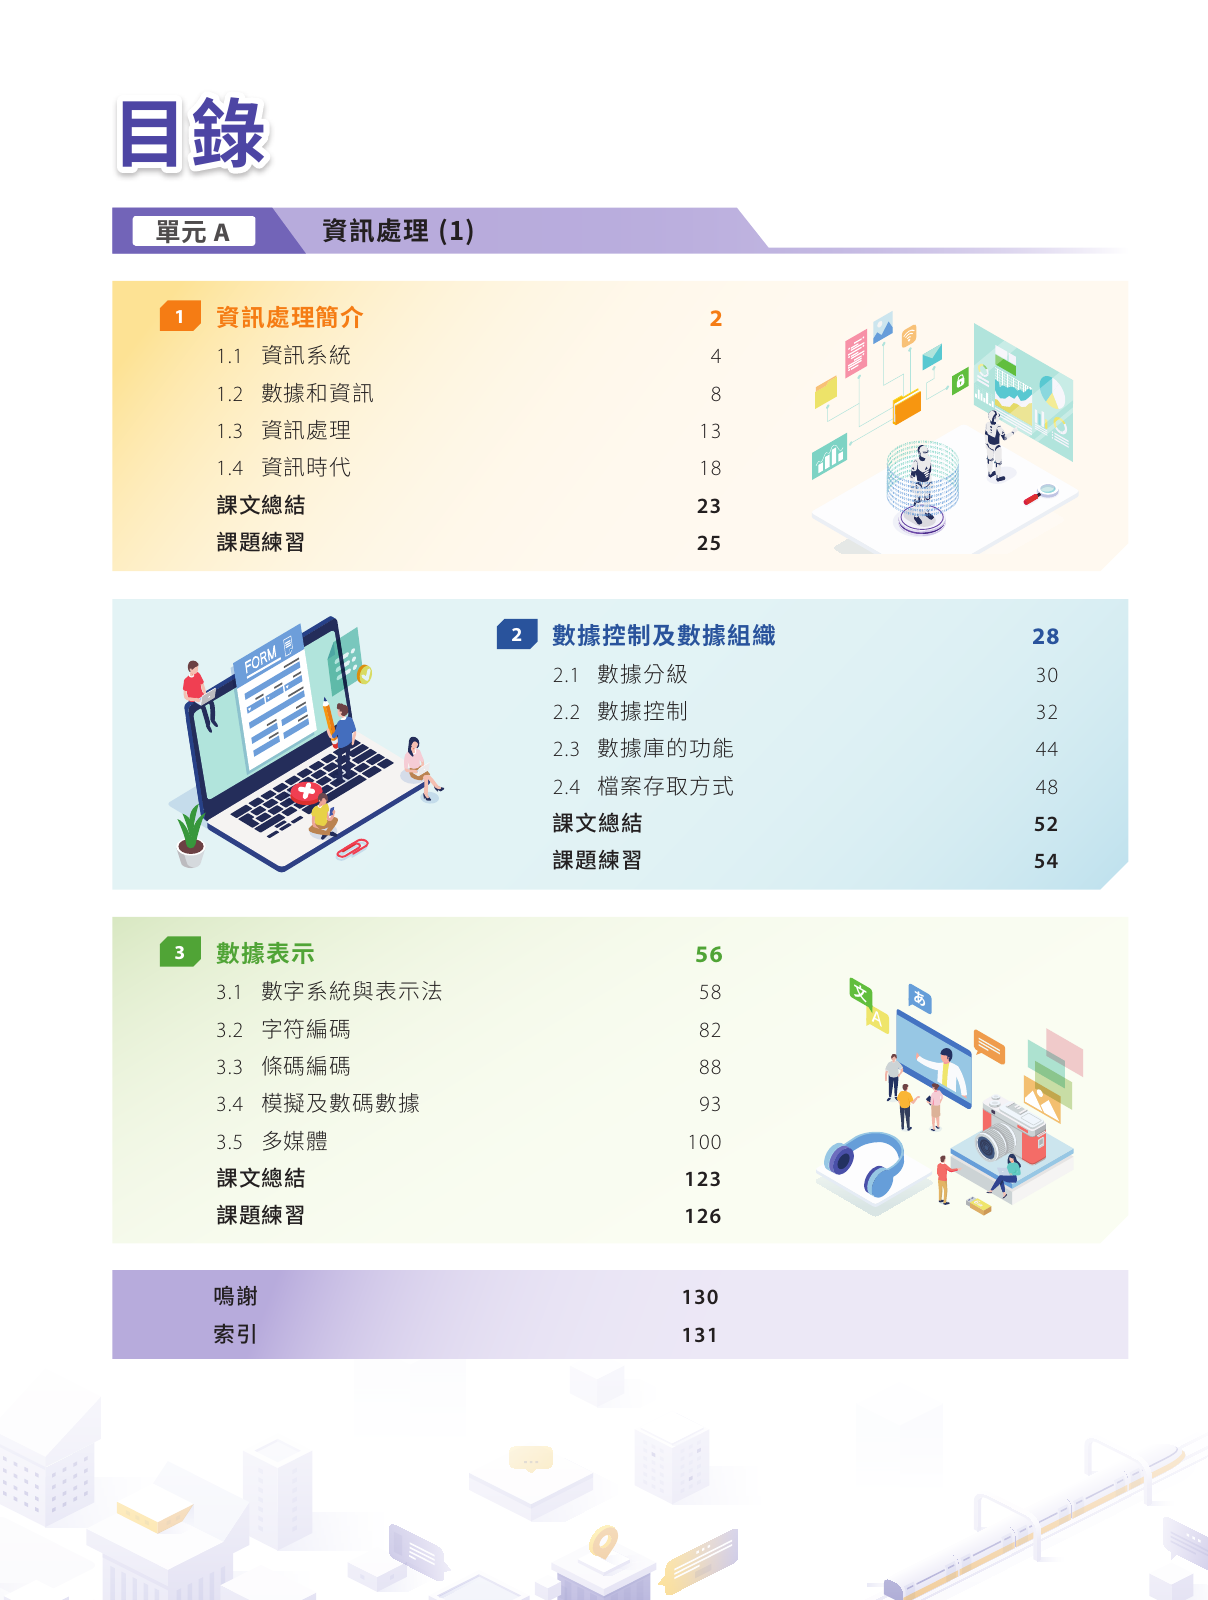 目錄
單元 A 資訊處理 (1)
1 資訊處理簡介 2
1.1 資訊系統 4
1.2 數據和資訊 8
1.3 資訊處理 13
1.4 資訊時代 18
課文總結 23
課題練習 25
FORM
2 數據控制及數據組織 28
2.1 數據分級 30
2.2 數據控制 32
2.3 數據庫的功能 44
2.4 檔案存取方式 48
課文總結 52
課題練習 54
3 數據表示 56
3.1 數字系統與表示法 58
3.2 字符編碼 82
3.3 條碼編碼 88
3.4 模擬及數碼數據 93
3.5 多媒體 100
課文總結 123
課題練習 126
文
A
あ
鳴謝 130
索引 131